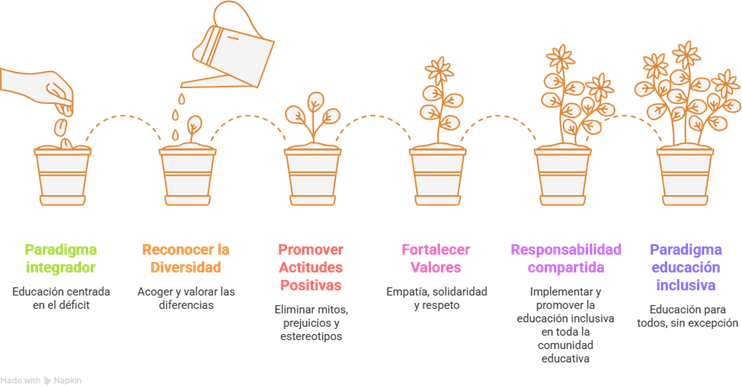 Paradigma
integrador
Educación centrada
en el déficit
Reconocer la
Diversidad
Acoger y valorar las
diferencias
Promover
Actitudes
Positivas
Eliminar mitos,
prejuicios y
estereotipos
Fortalecer
Valores
Empatía, solidaridad
y respeto
Responsabilidad
compartida
Implementar y
promover la
educación inclusiva
en toda la
comunidad
educativa
Paradigma
educación
inclusiva
Educación para
todos, sin excepción
Made with Napkin